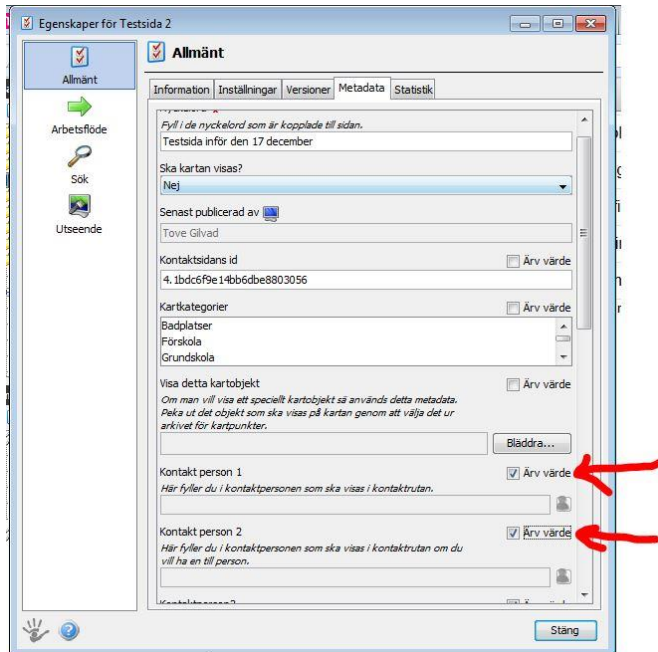 Egenskaper för Testsida 2
Allmänt
Arbetsflöde
Sök
Utseende
Allmänt
Information Inställningar Versioner Metadata Statistik
Fyll i de nyckelord som är kopplade till sidan.
Testsida inför den 17 december
Ska kartan visas?
Nej
Senast publicerad av
Tove Gilvad
Kontaktsidans id Ärv värde
4.1bdc6f9e14bb6dbe8803056
Kartkategorier Ärv värde
Badplatser
Förskola
Grundskola
Visa detta kartobjekt Ärv värde
Om man vill visa ett speciellt kartobjekt så används detta metadata.
Peka ut det objekt som ska visas på kartan genom att välja det ur
arkivet för kartpunkter.
Bläddra...
Kontakt person 1 Ärv värde
Här fyller du i kontaktpersonen som ska visas i kontaktrutan.
Kontakt person 2 Ärv värde
Här fyller du i kontaktpersonen som ska visas i kontaktrutan om du
vill ha en till person.
Stäng